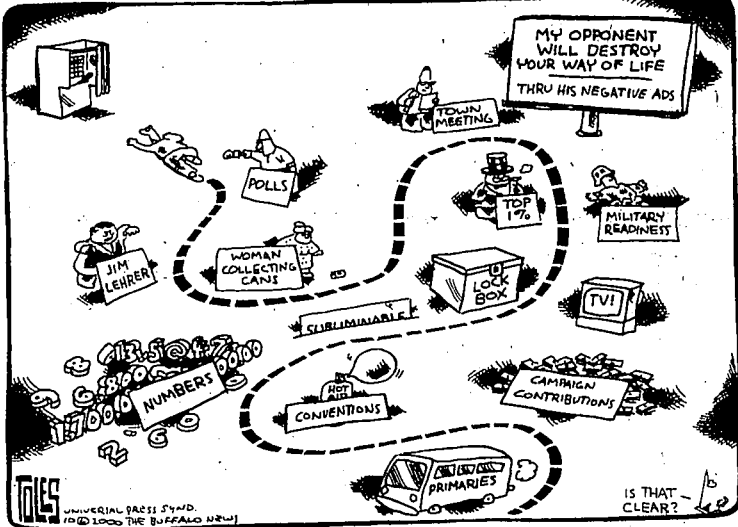 MY OPPONENT
WILL DESTROY
YOUR WAY OF LIFE
THRU HIS NEGATIVE ADS
TOWN
MEETING
POLLS
TOP
1%
MILITARY
READINESS
JIM
LEHRER
WOMAN
COLLECTING
CANS
LOCK
BOX
TV!
SUBLIMINABLE
NUMBERS
HOT
AIR
CONVENTIONS
CAMPAIGN
CONTRIBUTIONS
PRIMARIES
TOLES
UNIVERSAL PRESS SYND.
©2000 THE BUFFALO NEWS
IS THAT
CLEAR?